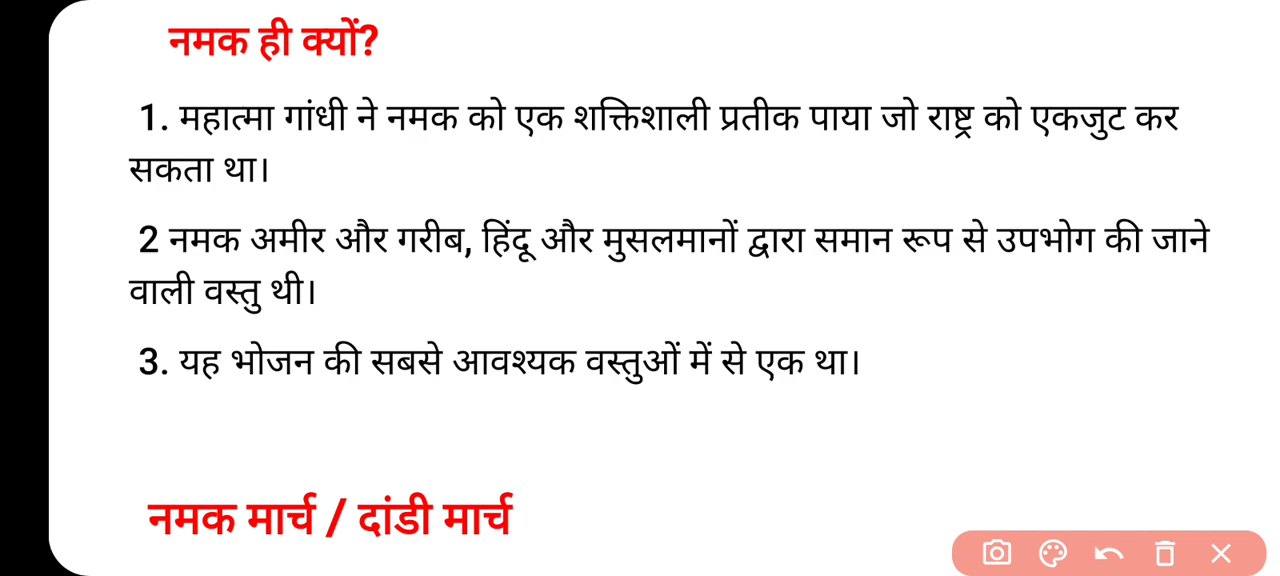 नमक ही क्यों?
1. महात्मा गांधी ने नमक को एक शक्तिशाली प्रतीक पाया जो राष्ट्र को एकजुट कर
सकता था।
2 नमक अमीर और गरीब, हिंदू और मुसलमानों द्वारा समान रूप से उपभोग की जाने
वाली वस्तु थी।
3. यह भोजन की सबसे आवश्यक वस्तुओं में से एक था।
नमक मार्च / दांडी मार्च